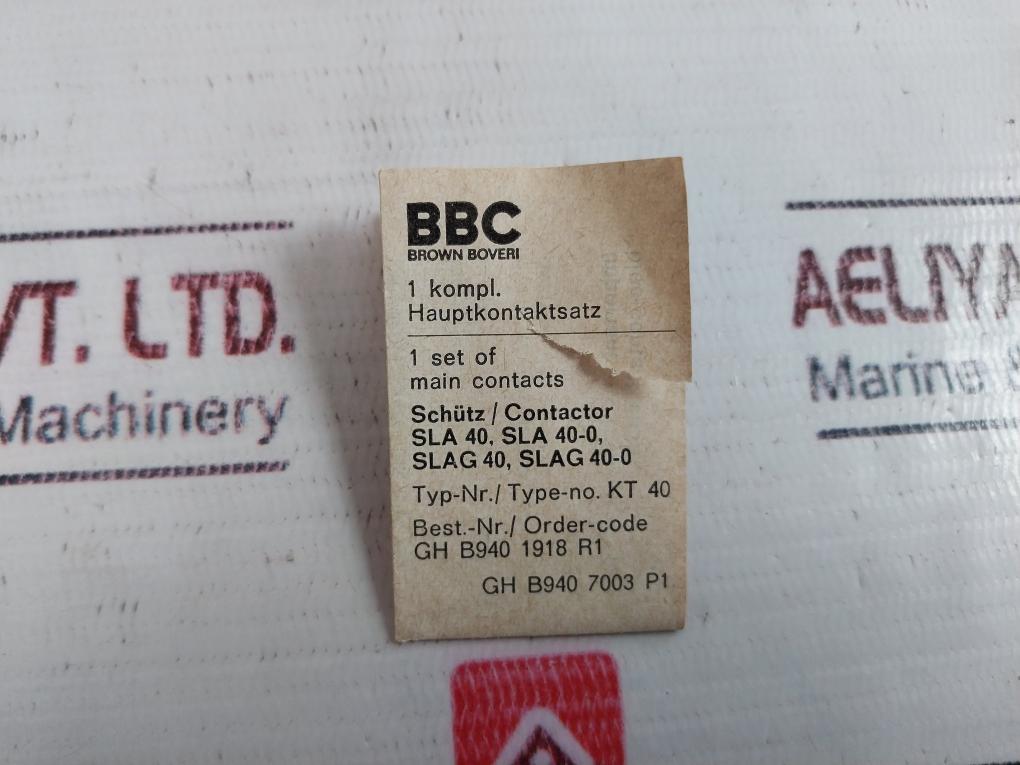 BBC
BROWN BOVERI
1 kompl.
Hauptkontaktsatz
1 set of
main contacts
Schütz / Contactor
SLA 40, SLA 40-0,
SLAG 40, SLAG 40-0
Typ-Nr./ Type-no. KT 40
Best.-Nr./ Order-code
GH B940 1918 R1
GH B940 7003 P1
VT. LTD.
Machinery
AELIYA
Marine &